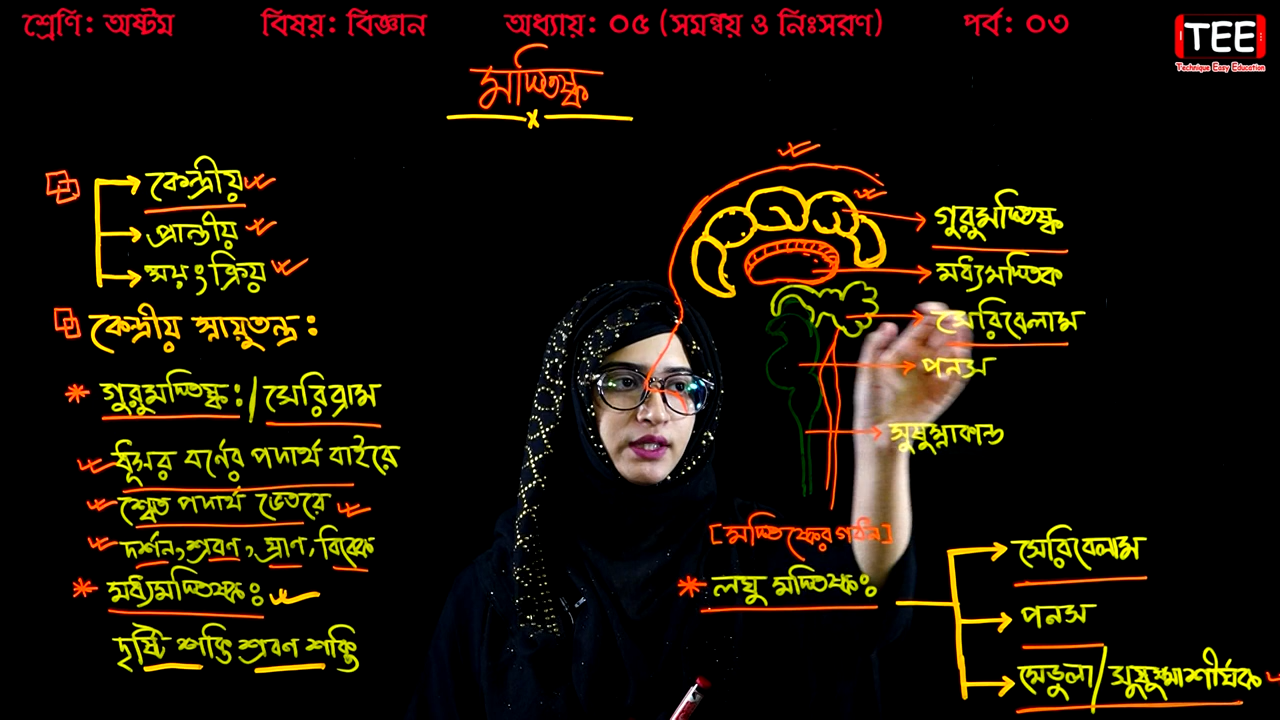 শ্রেণি: অষ্টম বিষয়: বিজ্ঞান অধ্যায়: ০৫ (সমন্বয় ও নিঃসরণ) পর্ব: ০৩
TEE
Technique Easy Education
মস্তিষ্ক
কেন্দ্রীয়
প্রান্তীয়
স্বয়ংক্রিয়
কেন্দ্রীয় স্নায়ুতন্ত্র:
* গুরুমস্তিষ্ক:/সেরিব্রাম
ধূসর বর্ণের পদার্থ বাইরে
শ্বেত পদার্থ ভেতরে
দর্শন, শ্রবণ, ঘ্রাণ, বিবেক
* মধ্যমস্তিষ্ক:
দৃষ্টি শক্তি শ্রবণ শক্তি
গুরুমস্তিষ্ক
মধ্যমস্তিক
সেরিবেলাম
পনস
সুষুম্নাকান্ড
[মস্তিষ্কের গঠন]
* লঘু মস্তিষ্ক:
সেরিবেলাম
পনস
মেডুলা/সুষুম্নাশীর্ষক